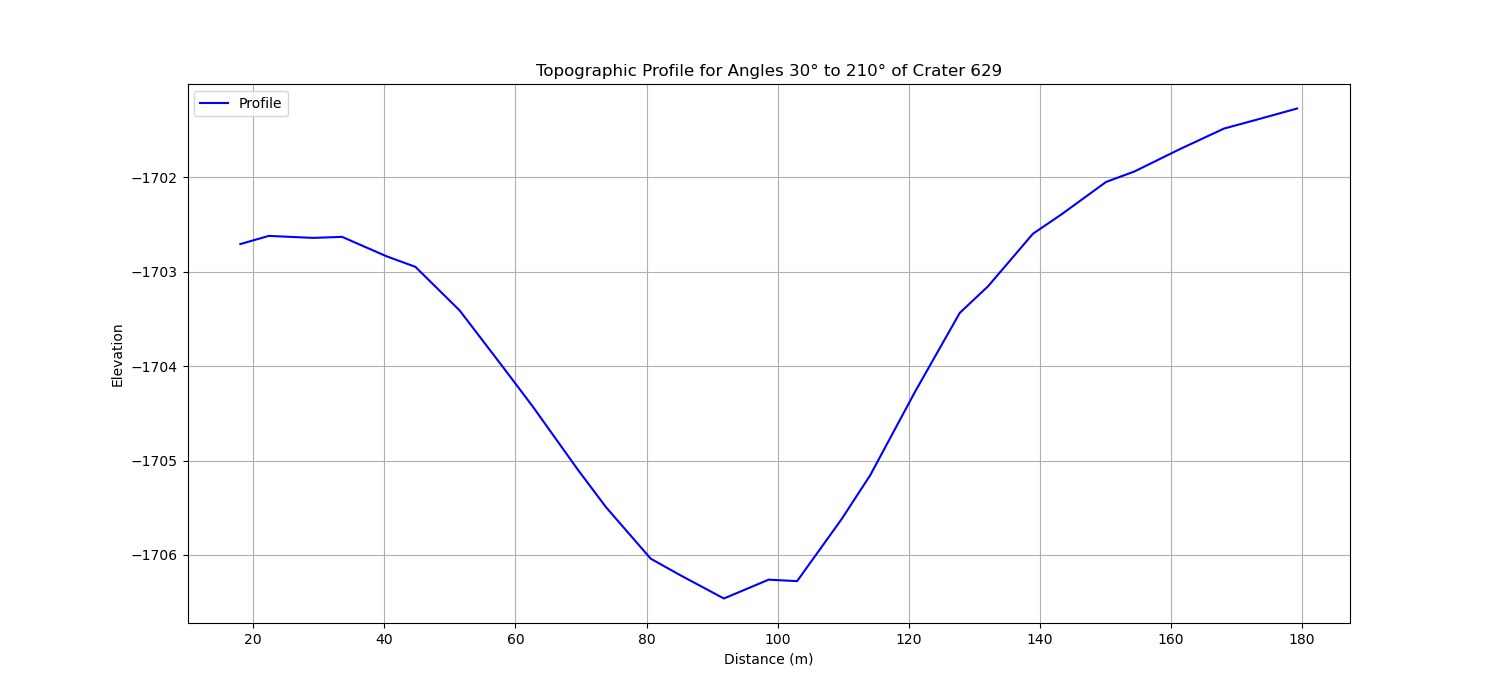 Topographic Profile for Angles 30° to 210° of Crater 629
Profile
−1702
−1703
−1704
−1705
−1706
Elevation
20 40 60 80 100 120 140 160 180
Distance (m)